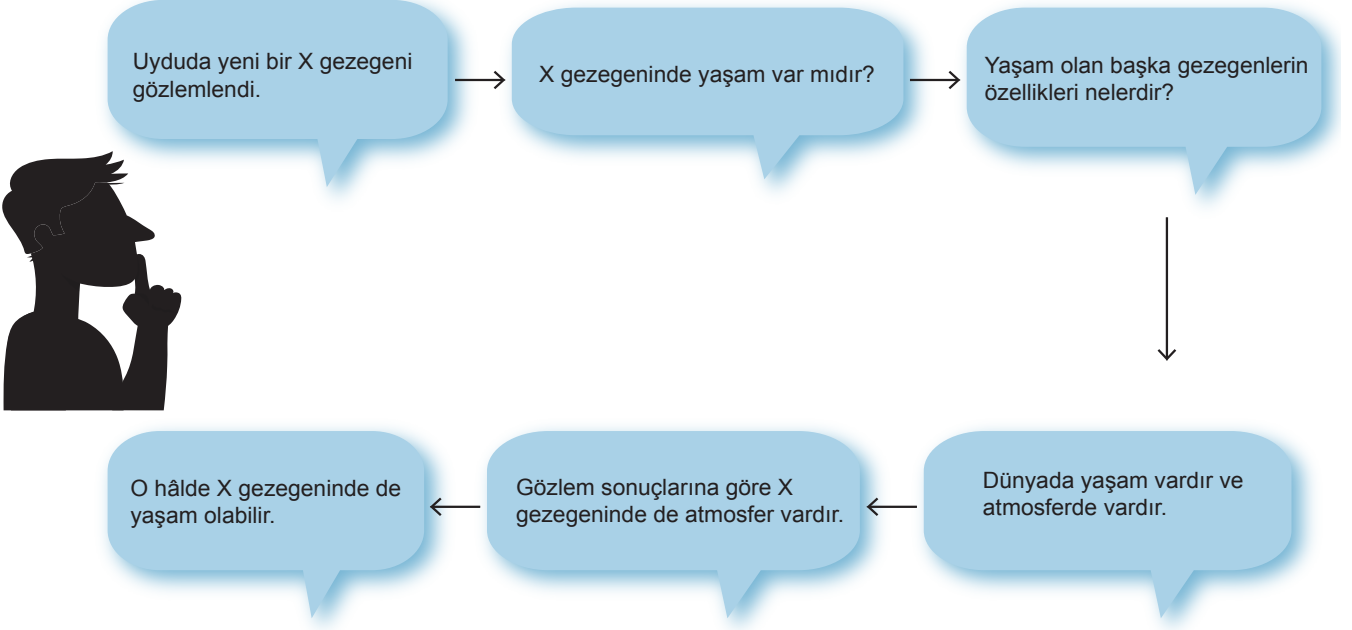 Uyduda yeni bir X gezegeni
gözlemlendi.
X gezegeninde yaşam var mıdır?
Yaşam olan başka gezegenlerin
özellikleri nelerdir?
Dünyada yaşam vardır ve
atmosferde vardır.
Gözlem sonuçlarına göre X
gezegeninde de atmosfer vardır.
O hâlde X gezegeninde de
yaşam olabilir.